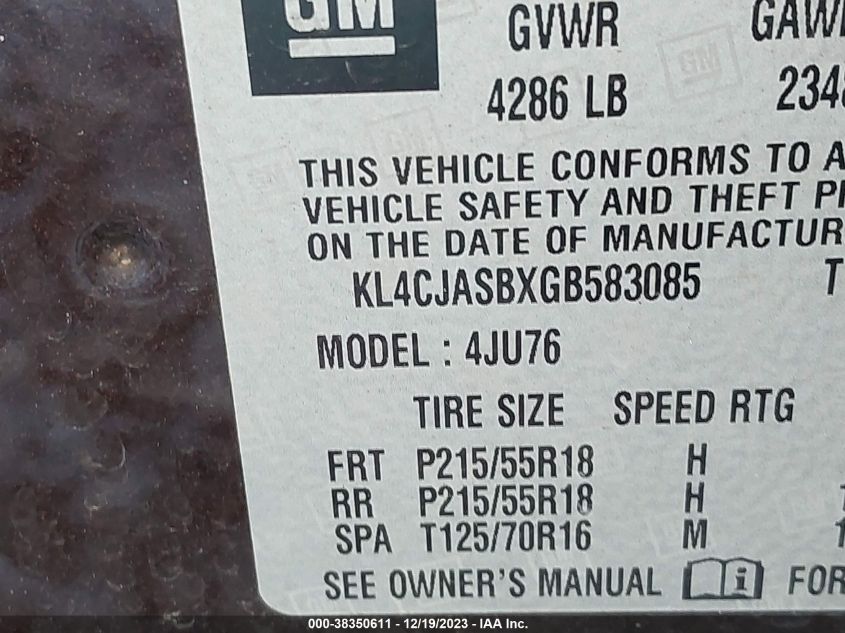 GM
GVWR
4286 LB
THIS VEHICLE CONFORMS TO
VEHICLE SAFETY AND THEFT
ON THE DATE OF MANUFACTUR
KL4CJASBXGB583085 T
MODEL : 4JU76
TIRE SIZE SPEED RTG
FRT P215/55R18 H
RR P215/55R18 H
SPA T125/70R16 M
SEE OWNER'S MANUAL FOR
000-38350611 - 12/19/2023 - IAA Inc.